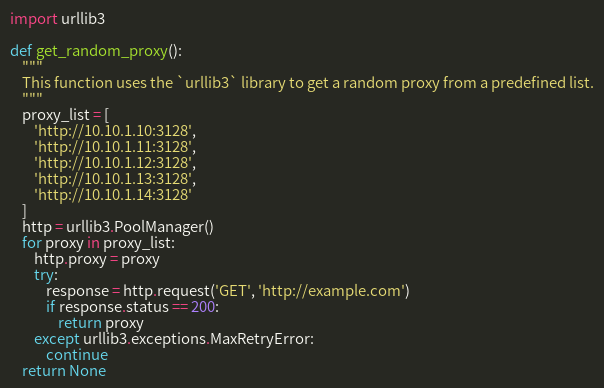 import urllib3

def get_random_proxy():
    """
    This function uses the `urllib3` library to get a random proxy from a predefined list.
    """
    proxy_list = [
        'http://10.10.1.10:3128',
        'http://10.10.1.11:3128',
        'http://10.10.1.12:3128',
        'http://10.10.1.13:3128',
        'http://10.10.1.14:3128'
    ]
    http = urllib3.PoolManager()
    for proxy in proxy_list:
        http.proxy = proxy
        try:
            response = http.request('GET', 'http://example.com')
            if response.status == 200:
                return proxy
        except urllib3.exceptions.MaxRetryError:
            continue
    return None